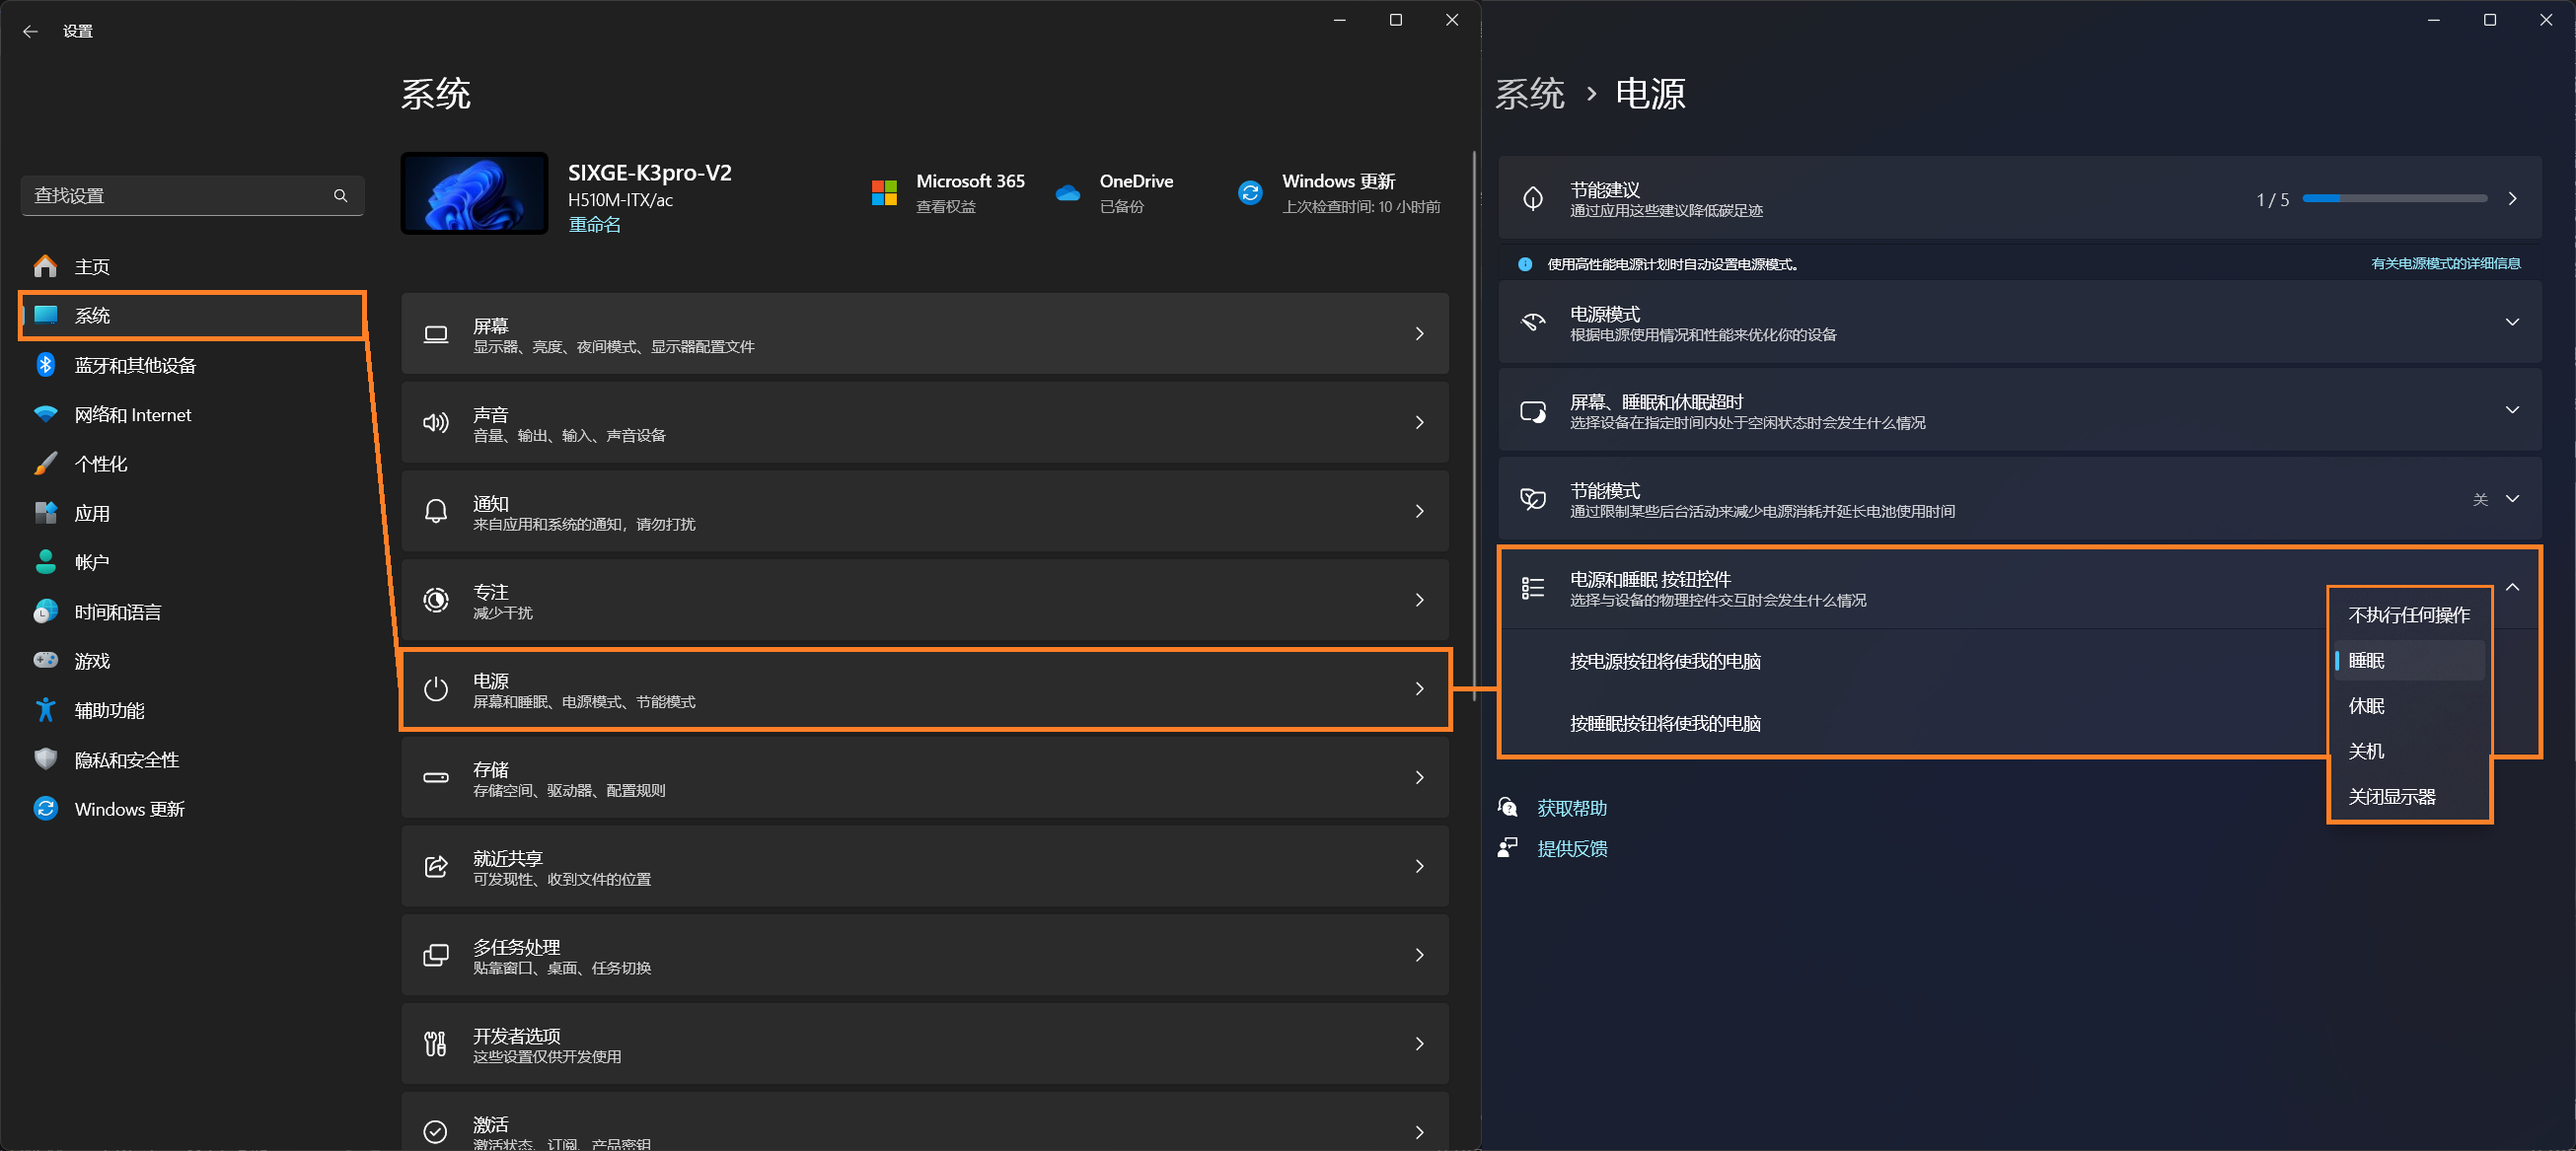 设置
系统
查找设置
SIXGE-K3pro-V2
H510M-ITX/ac
重命名
Microsoft 365
查看权益
OneDrive
已备份
Windows 更新
上次检查时间: 10 小时前
主页
系统
蓝牙和其他设备
网络和 Internet
个性化
应用
帐户
时间和语言
游戏
辅助功能
隐私和安全性
Windows 更新
屏幕
显示器、亮度、夜间模式、显示器配置文件
声音
音量、输出、输入、声音设备
通知
来自应用和系统的通知，请勿打扰
专注
减少干扰
电源
屏幕和睡眠、电源模式、节能模式
存储
存储空间、驱动器、配置规则
就近共享
可发现性、收到文件的位置
多任务处理
贴靠窗口、桌面、任务切换
开发者选项
这些设置仅供开发使用
激活
激活状态、订阅、产品密钥
系统 › 电源
节能建议
通过应用这些建议降低碳足迹
1 / 5
使用高性能电源计划时自动设置电源模式。
有关电源模式的详细信息
电源模式
根据电源使用情况和性能来优化你的设备
屏幕、睡眠和休眠超时
选择设备在指定时间内处于空闲状态时会发生什么情况
节能模式
通过限制某些后台活动来减少电源消耗并延长电池使用时间
关
电源和睡眠 按钮控件
选择与设备的物理控件交互时会发生什么情况
按电源按钮将使我的电脑
按睡眠按钮将使我的电脑
不执行任何操作
睡眠
休眠
关机
关闭显示器
获取帮助
提供反馈